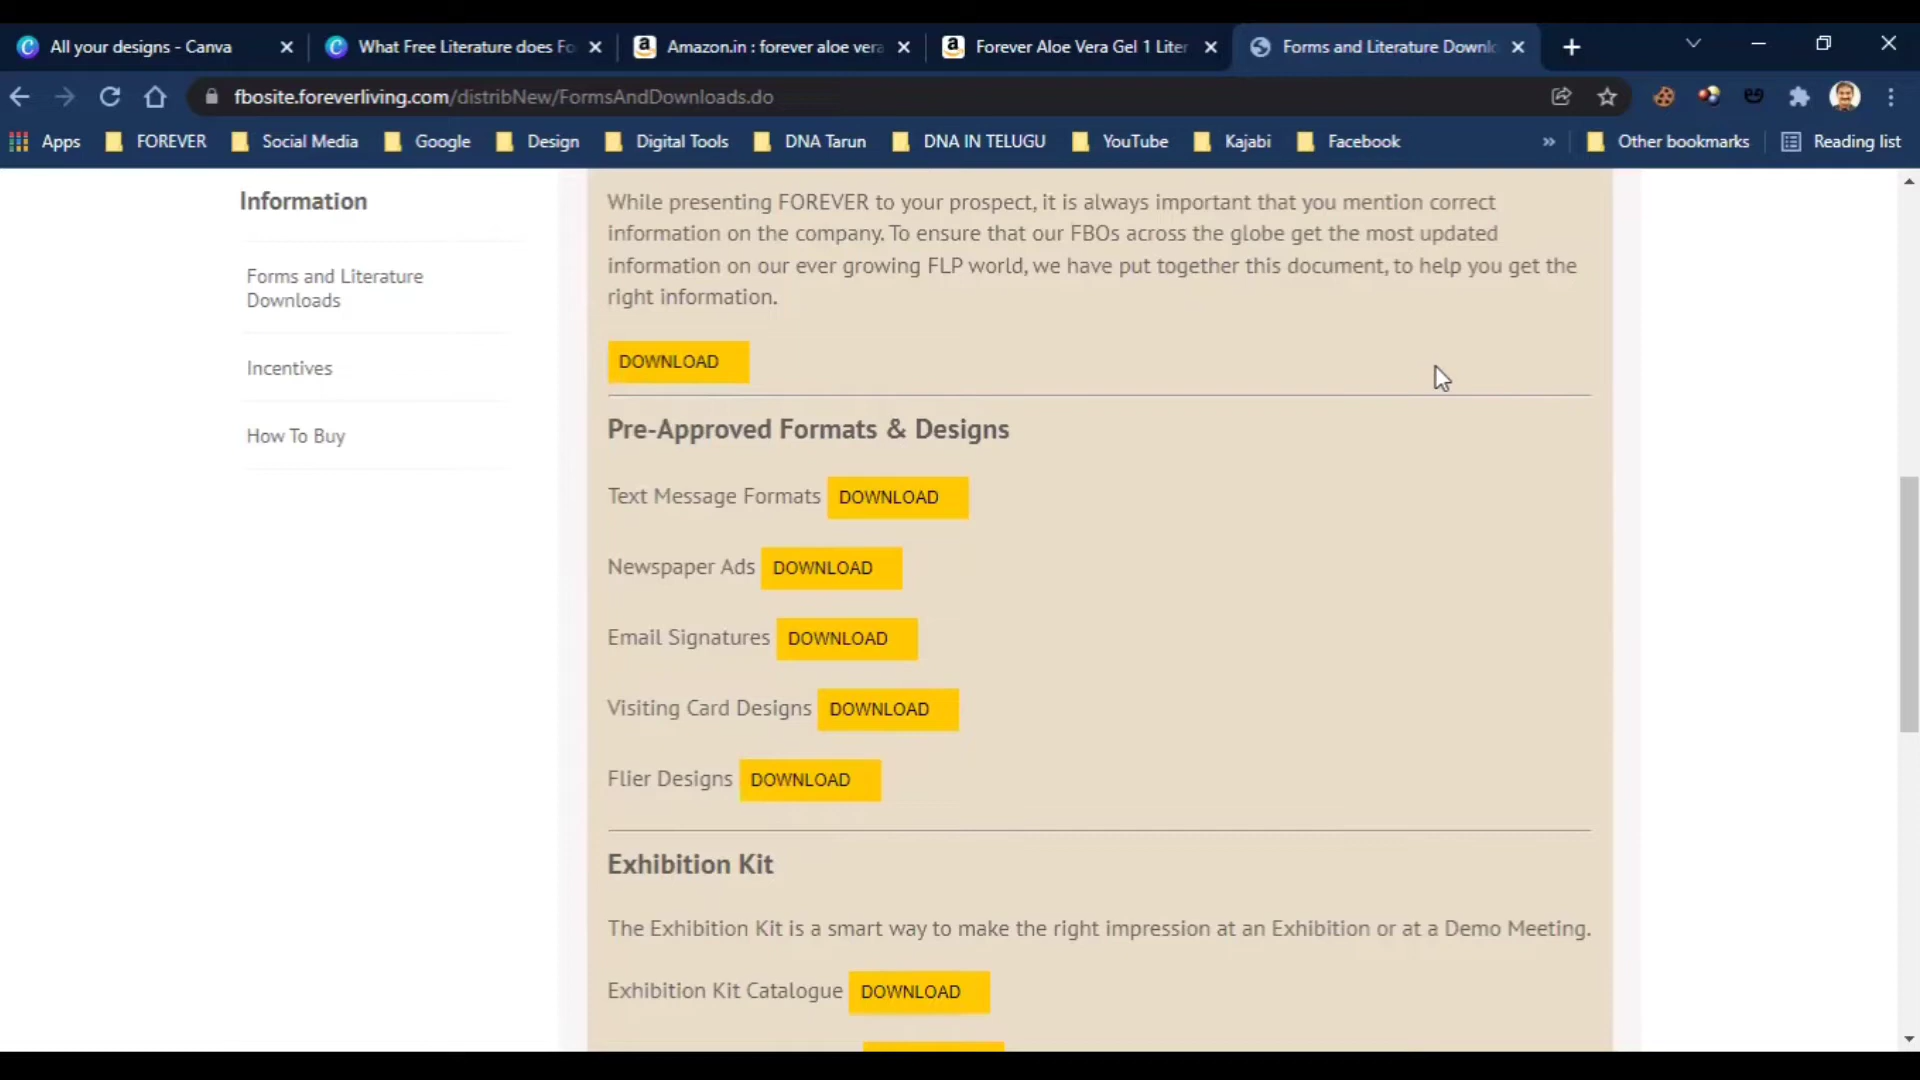 All your designs - Canva
What Free Literature does Fo
Amazon.in : forever aloe vera
Forever Aloe Vera Gel 1 Liter
Forms and Literature Downl
fbosite.foreverliving.com/distribNew/FormsAndDownloads.do
Apps
FOREVER
Social Media
Google
Design
Digital Tools
DNA Tarun
DNA IN TELUGU
YouTube
Kajabi
Facebook
»
Other bookmarks
Reading list
Information
Forms and Literature
Downloads
Incentives
How To Buy
While presenting FOREVER to your prospect, it is always important that you mention correct
information on the company. To ensure that our FBOs across the globe get the most updated
information on our ever growing FLP world, we have put together this document, to help you get the
right information.
DOWNLOAD
Pre-Approved Formats & Designs
Text Message Formats DOWNLOAD
Newspaper Ads DOWNLOAD
Email Signatures DOWNLOAD
Visiting Card Designs DOWNLOAD
Flier Designs DOWNLOAD
Exhibition Kit
The Exhibition Kit is a smart way to make the right impression at an Exhibition or at a Demo Meeting.
Exhibition Kit Catalogue DOWNLOAD